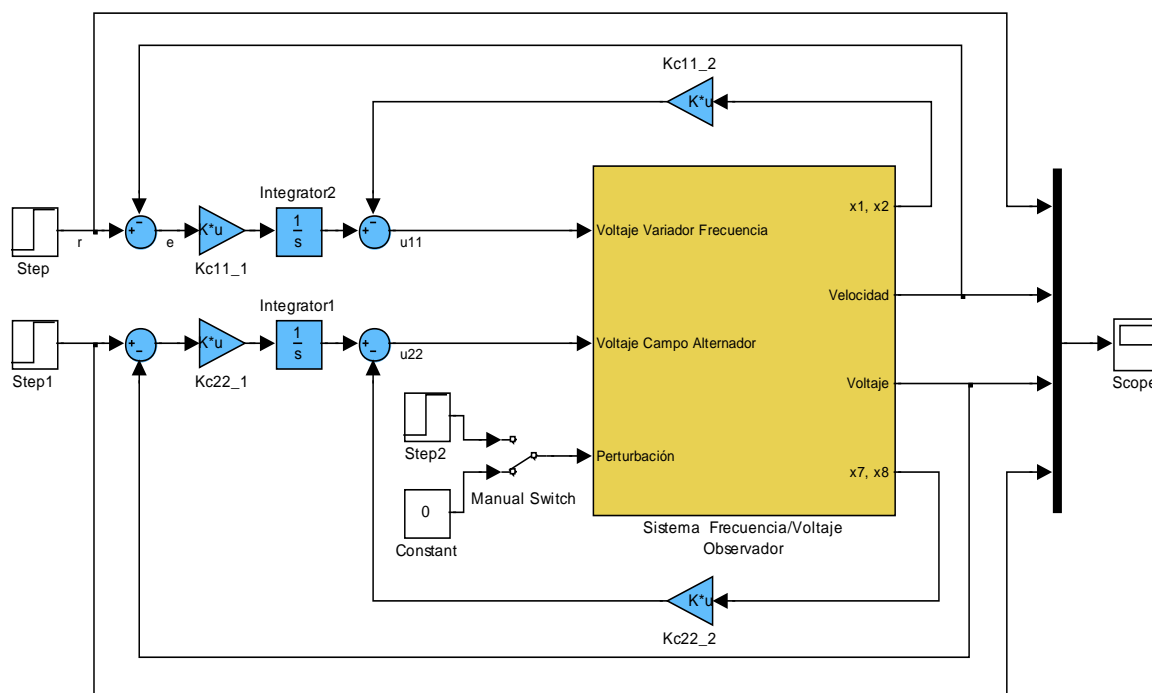 Kc11_2
K*u
Integrator2
x1, x2
K*u
1
s
Voltaje Variador Frecuencia
r
e
u11
Step
Kc11_1
Integrator1
Velocidad
K*u
1
s
Voltaje Campo Alternador
u22
Step1
Kc22_1
Voltaje
Scope
Step2
Perturbación
x7, x8
Manual Switch
0
Sistema Frecuencia/Voltaje
Observador
Constant
K*u
Kc22_2